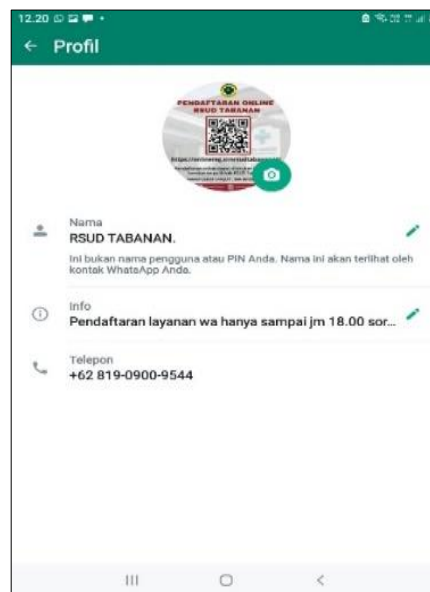 12.20
Profil
PENDAFTARAN ONLINE
RSUD TABANAN
Nama
RSUD TABANAN.
Ini bukan nama pengguna atau PIN Anda. Nama ini akan terlihat oleh
kontak WhatsApp Anda.
Info
Pendaftaran layanan wa hanya sampai jm 18.00 sor...
Telepon
+62 819-0900-9544